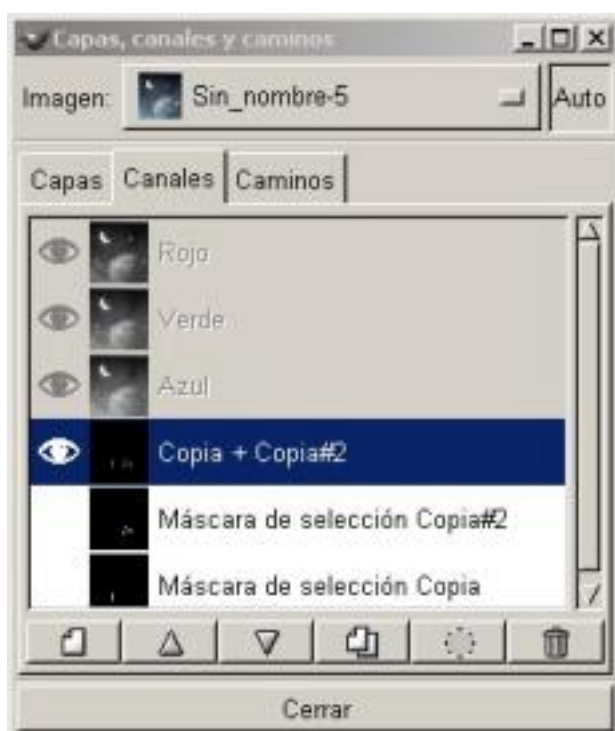 Capas, canales y caminos
Imagen: Sin_nombre-5 Auto
Capas Canales Caminos
Rojo
Verde
Azul
Copia + Copia#2
Máscara de selección Copia#2
Máscara de selección Copia
Cerrar